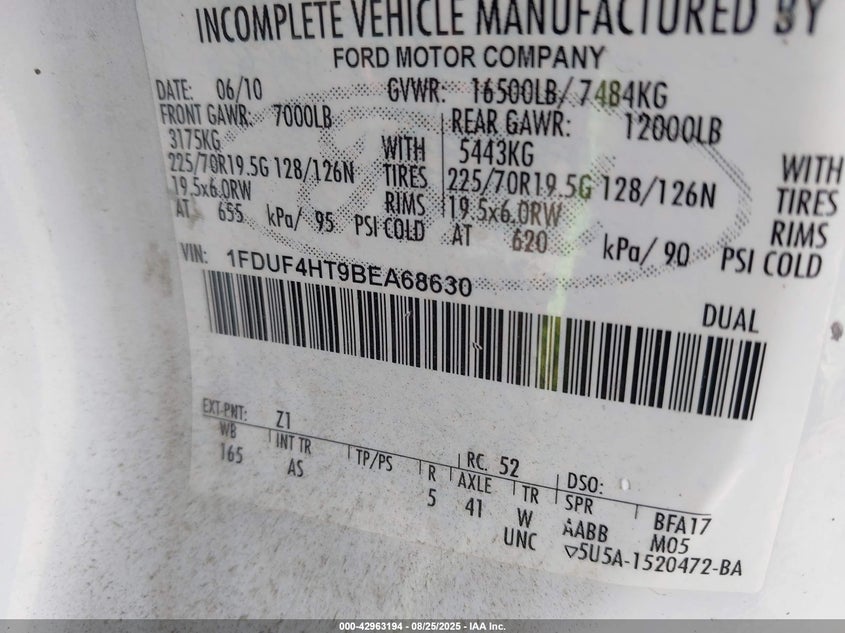 INCOMPLETE VEHICLE MANUFACTURED BY
FORD MOTOR COMPANY
DATE: 06/10 GVWR: 16500LB/ 7484KG
FRONT GAWR: 7000LB REAR GAWR: 12000LB
3175KG WITH 5443KG WITH
225/70R19.5G 128/126N TIRES 225/70R19.5G 128/126N TIRES
19.5x6.0RW RIMS 19.5x6.0RW RIMS
AT 655 kPa/ 95 PSI COLD AT 620 kPa/ 90 PSI COLD
VIN: 1FDUF4HT9BEA68630
DUAL
EXT-PNT: Z1 RC. 52 DSO:
WB INT TR TP/PS R AXLE TR SPR BFA17
165 AS 5 41 W AABB M05
UNC ▽5U5A-1520472-BA
000-42963194 - 08/25/2025 - IAA Inc.